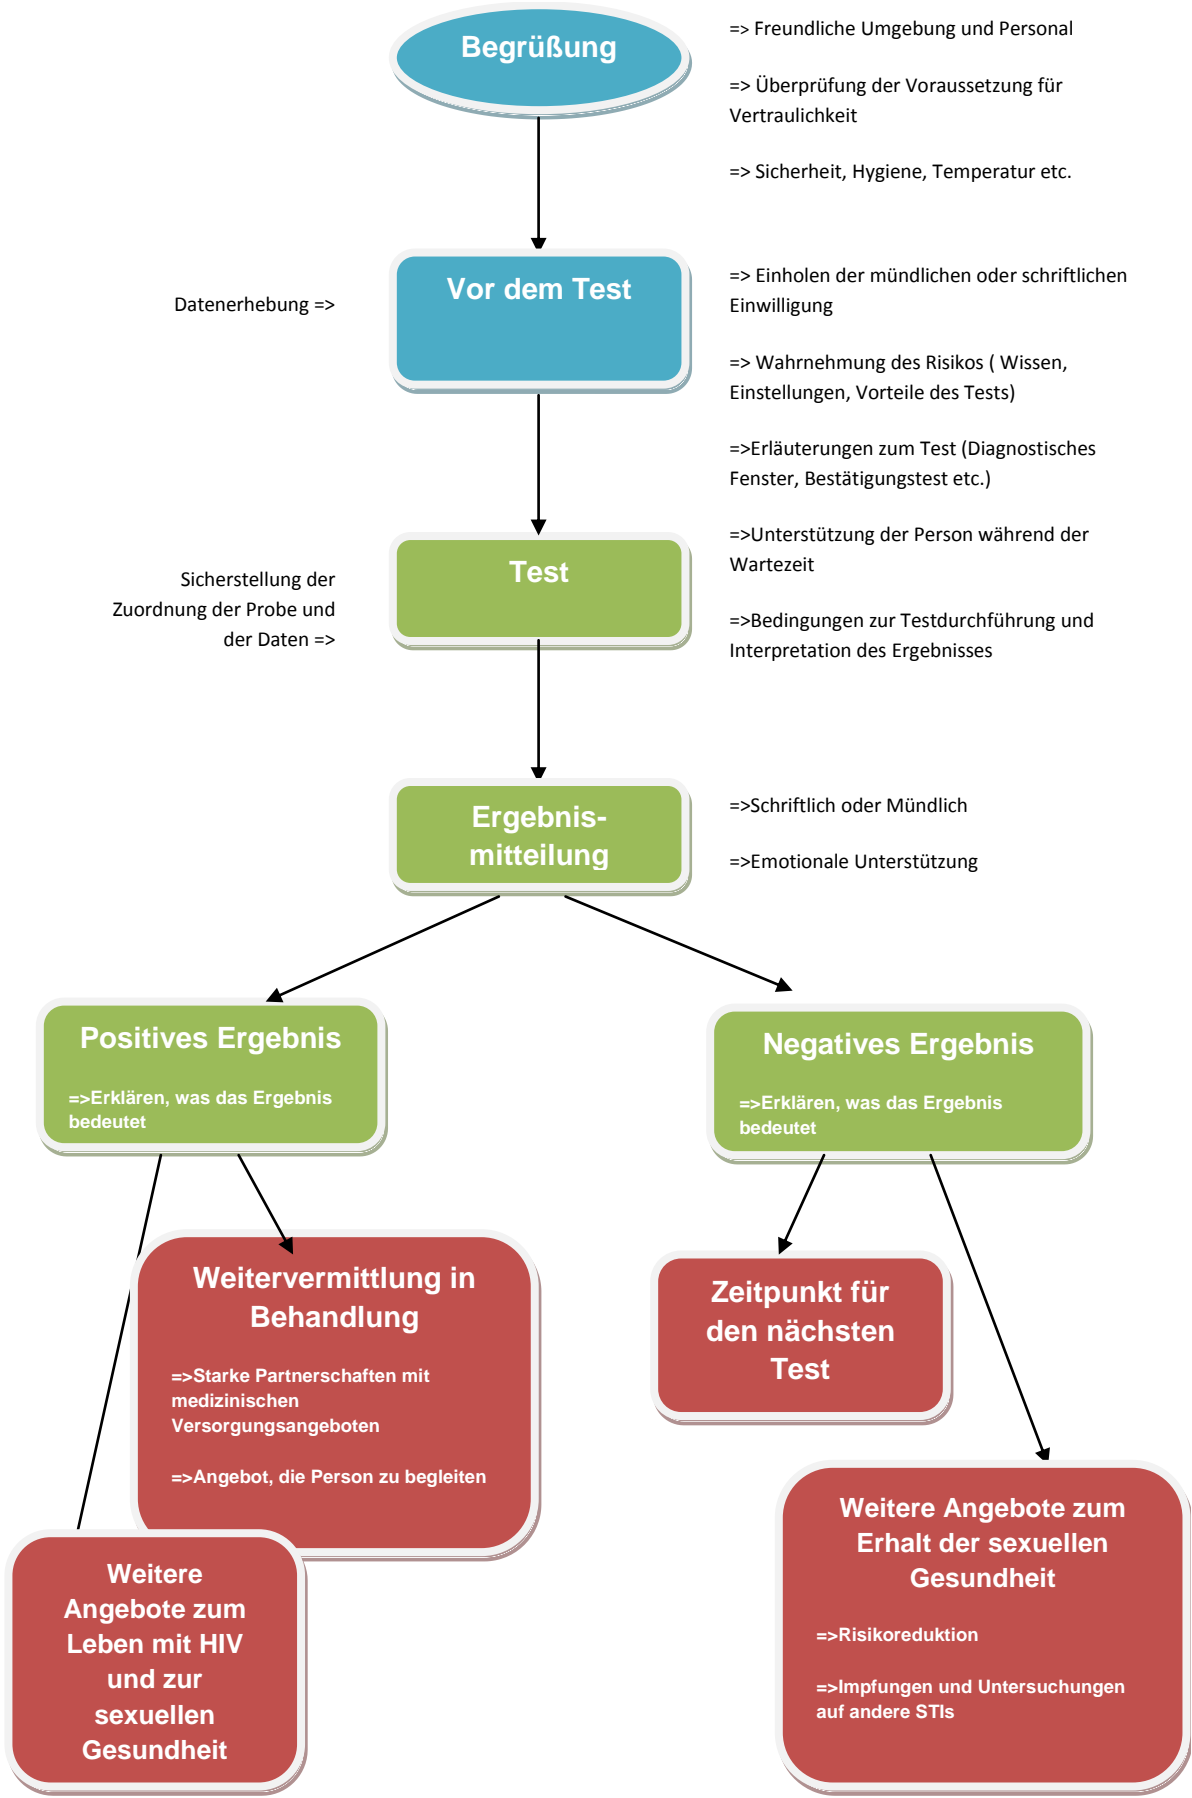 Begrüßung
=> Freundliche Umgebung und Personal
=> Überprüfung der Voraussetzung für
Vertraulichkeit
=> Sicherheit, Hygiene, Temperatur etc.
Datenerhebung =>
Vor dem Test
=> Einholen der mündlichen oder schriftlichen
Einwilligung
=> Wahrnehmung des Risikos ( Wissen,
Einstellungen, Vorteile des Tests)
=>Erläuterungen zum Test (Diagnostisches
Fenster, Bestätigungstest etc.)
Sicherstellung der
Zuordnung der Probe und
der Daten =>
Test
=>Unterstützung der Person während der
Wartezeit
=>Bedingungen zur Testdurchführung und
Interpretation des Ergebnisses
Ergebnis-
mitteilung
=>Schriftlich oder Mündlich
=>Emotionale Unterstützung
Positives Ergebnis
=>Erklären, was das Ergebnis
bedeutet
Negatives Ergebnis
=>Erklären, was das Ergebnis
bedeutet
Weitervermittlung in
Behandlung
=>Starke Partnerschaften mit
medizinischen
Versorgungsangeboten
=>Angebot, die Person zu begleiten
Zeitpunkt für
den nächsten
Test
Weitere
Angebote zum
Leben mit HIV
und zur
sexuellen
Gesundheit
Weitere Angebote zum
Erhalt der sexuellen
Gesundheit
=>Risikoreduktion
=>Impfungen und Untersuchungen
auf andere STIs